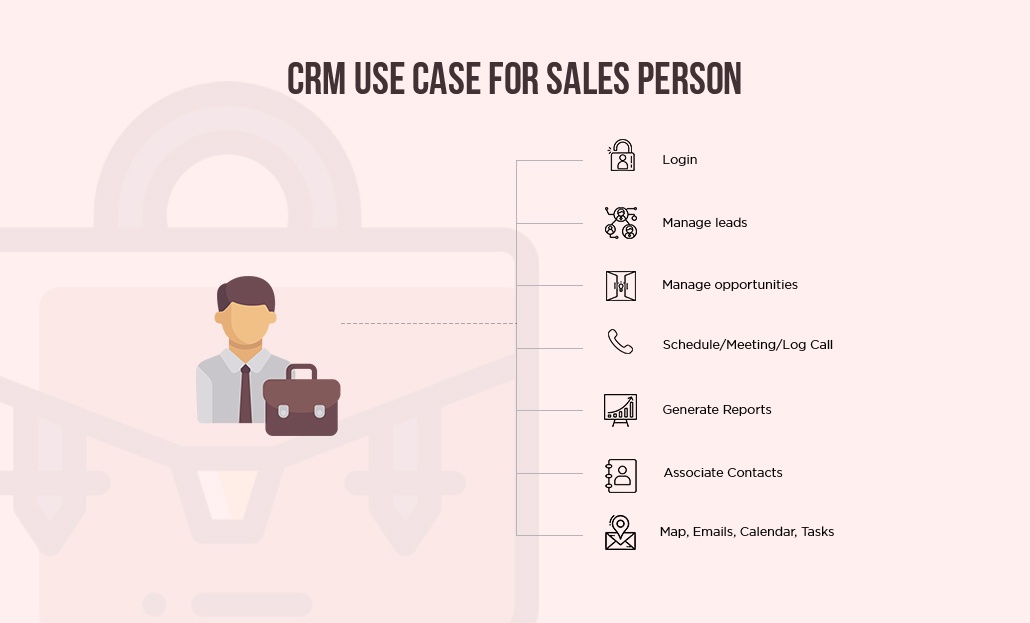 CRM USE CASE FOR SALES PERSON
Login
Manage leads
Manage opportunities
Schedule/Meeting/Log Call
Generate Reports
Associate Contacts
Map, Emails, Calendar, Tasks